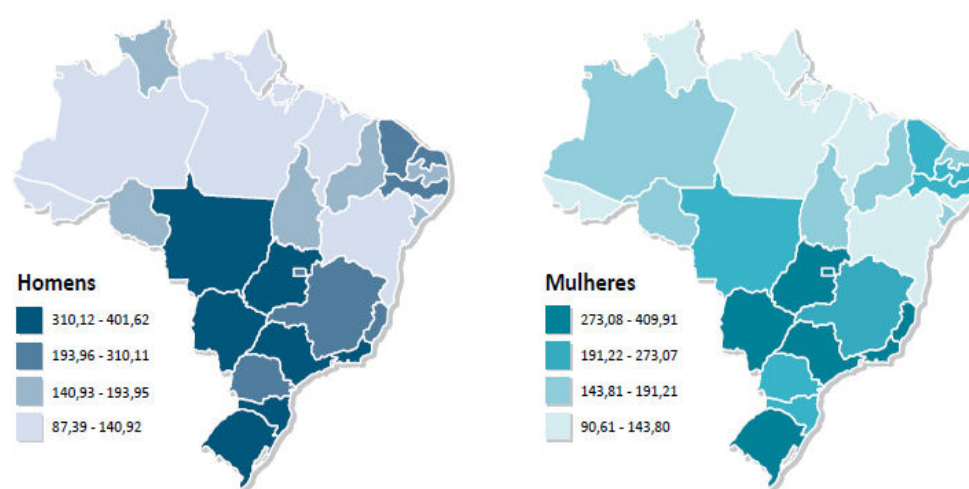 Homens
310,12 - 401,62
193,96 - 310,11
140,93 - 193,95
87,39 - 140,92
Mulheres
273,08 - 409,91
191,22 - 273,07
143,81 - 191,21
90,61 - 143,80